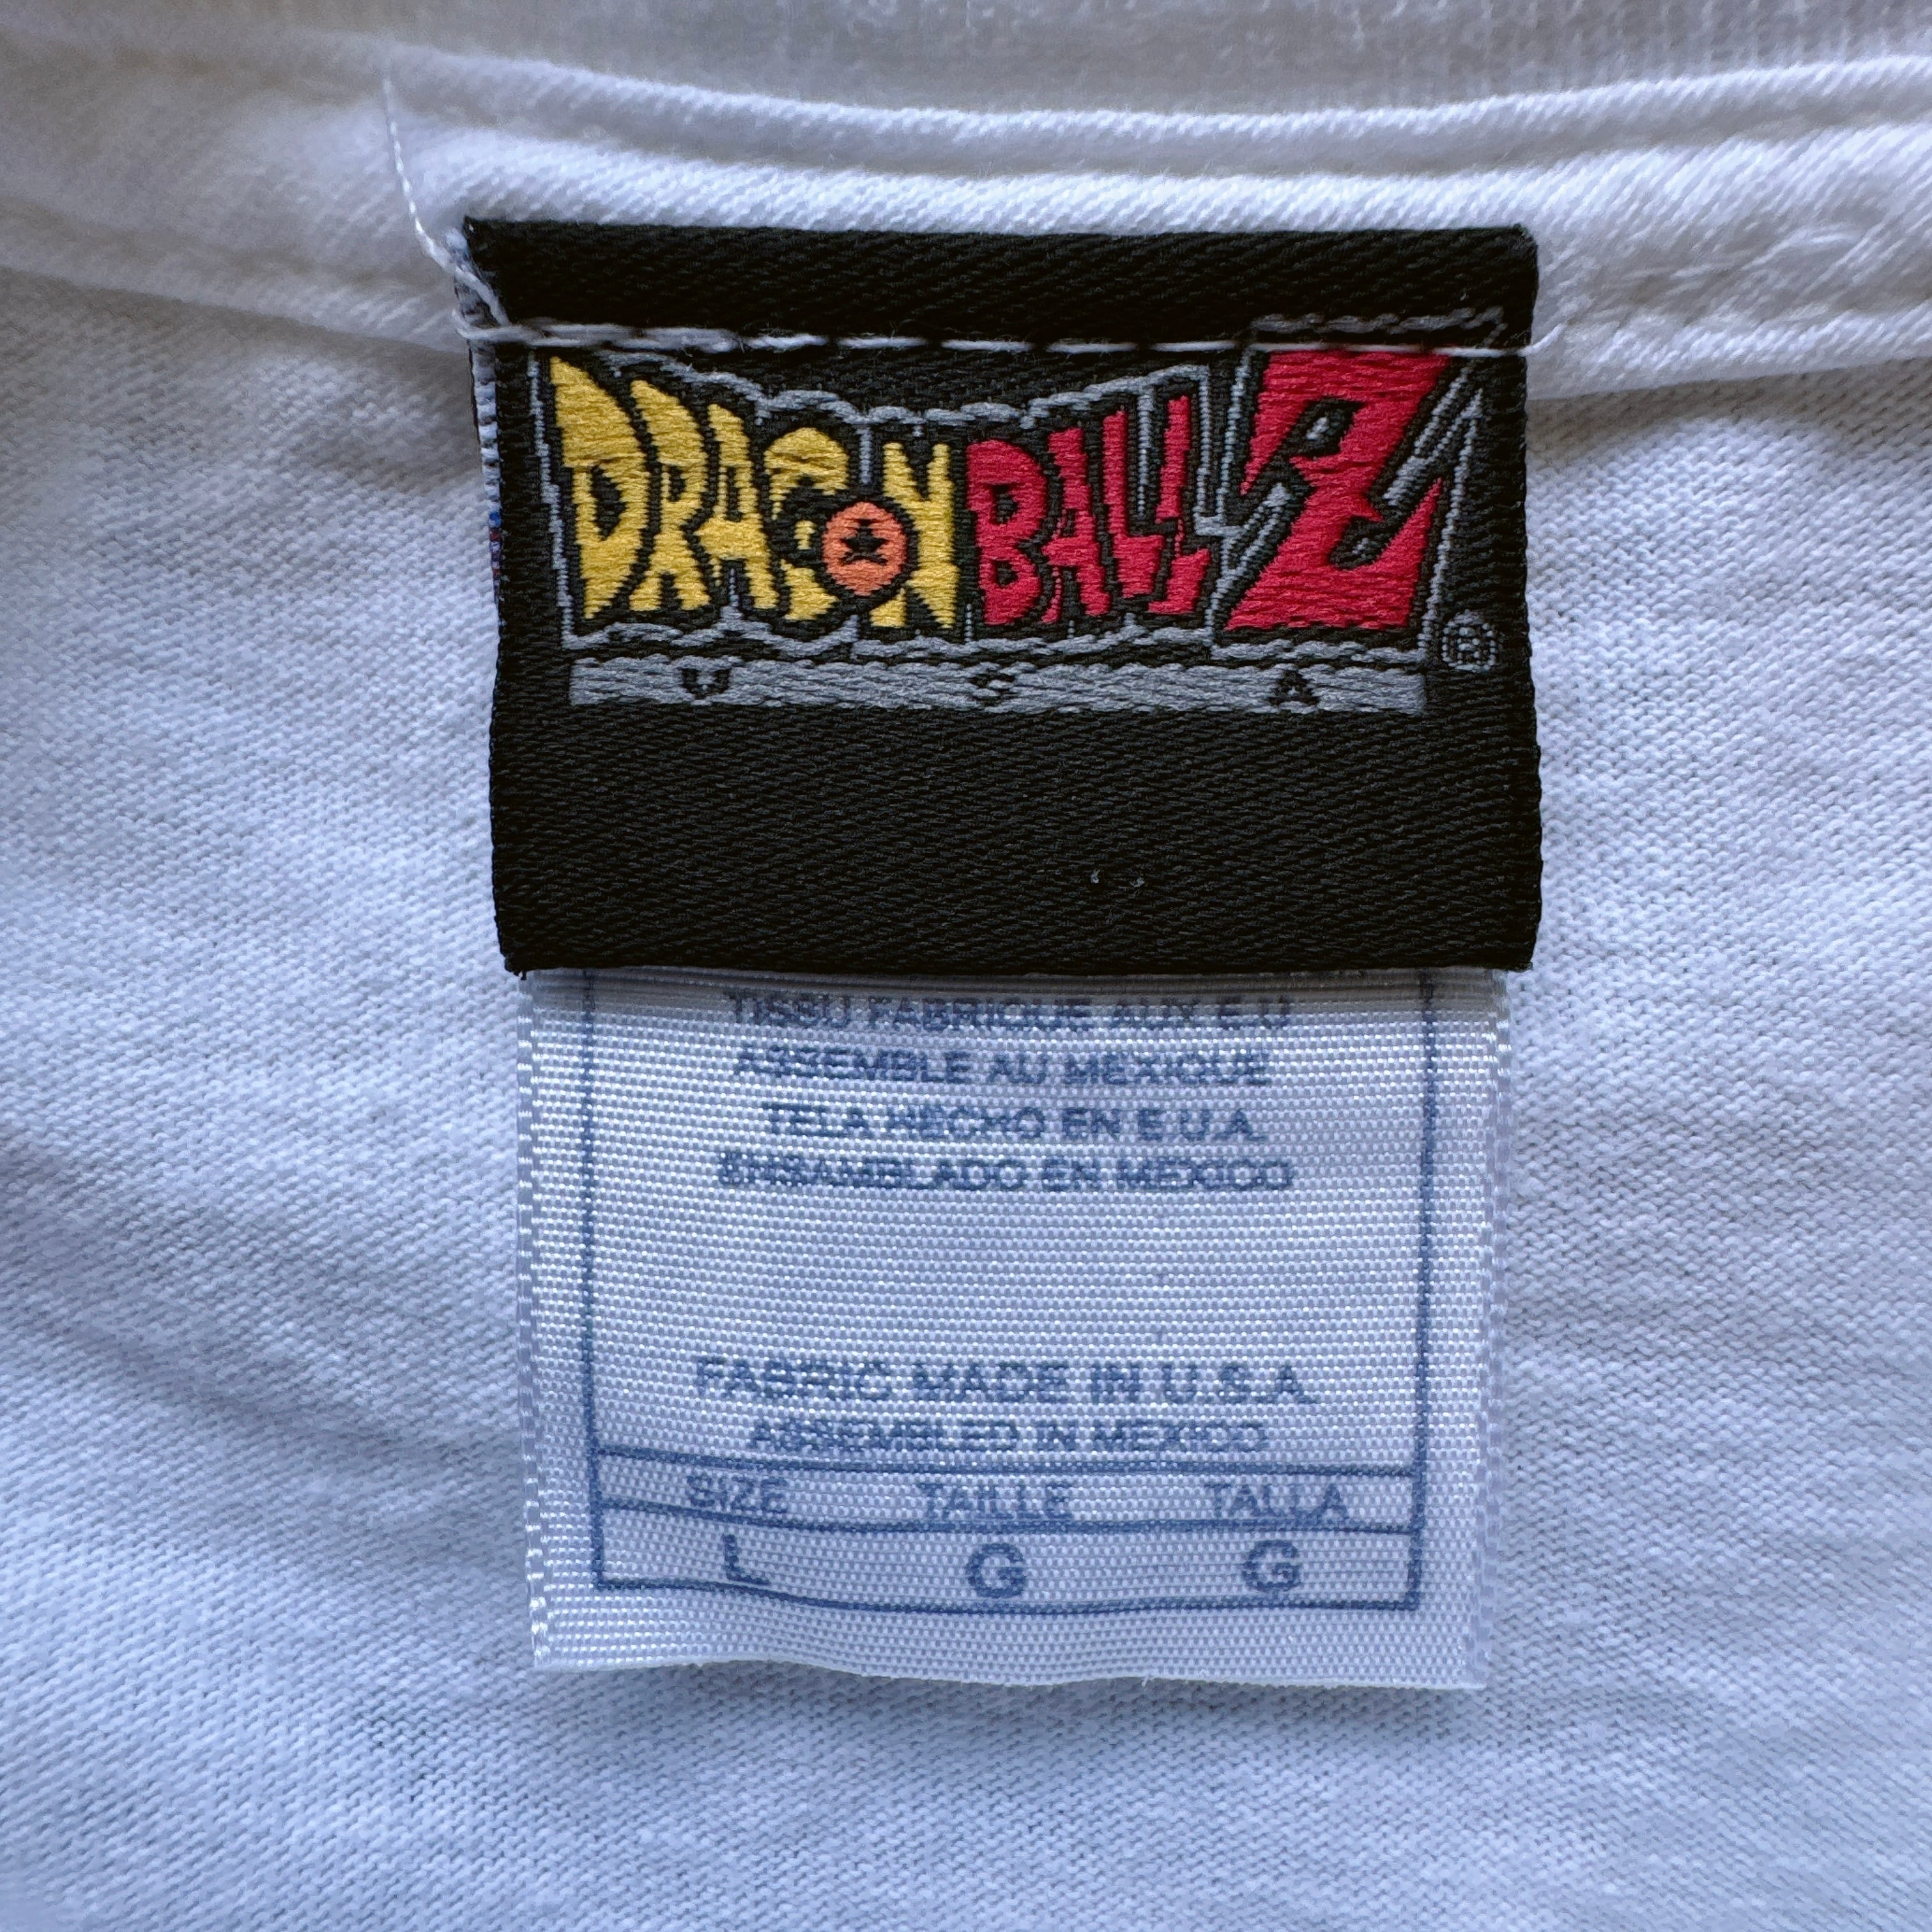 DRAGON BALL Z ®
U S A
TISSU FABRIQUE AUX E U
ASSEMBLE AU MEXIQUE
TELA HECHO EN E U A.
ENSAMBLADO EN MEXICO
FABRIC MADE IN U.S.A.
ASSEMBLED IN MEXICO
SIZE TAILLE TALLA
L G G